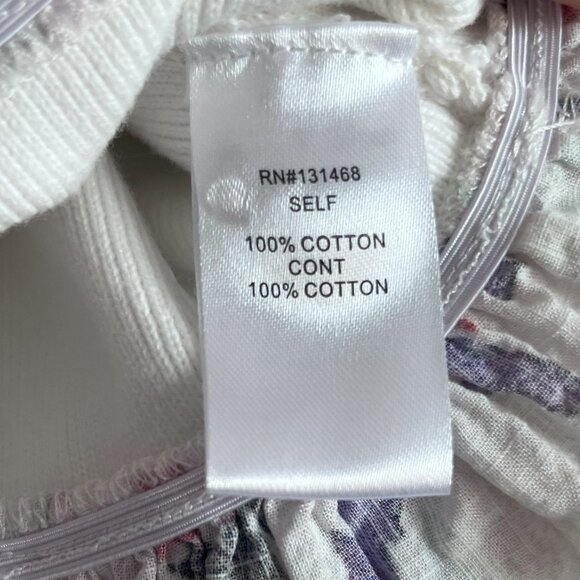 RN#131468
SELF
100% COTTON
CONT
100% COTTON